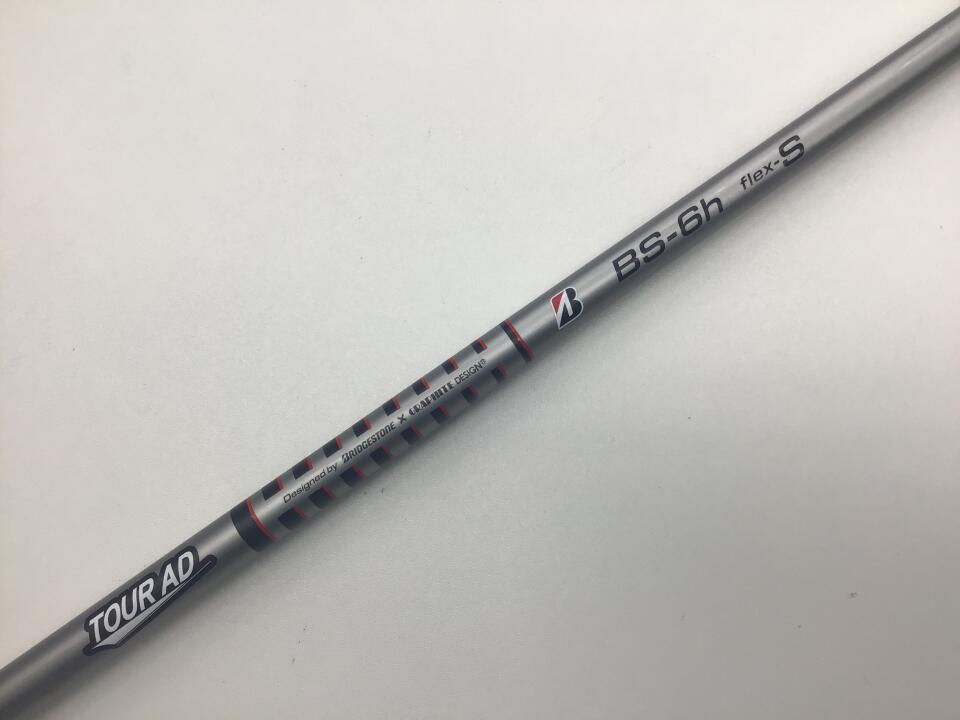 TOUR AD
Designed by BRIDGESTONE × GRAPHITE DESIGN®
B
BS-6h flex-S